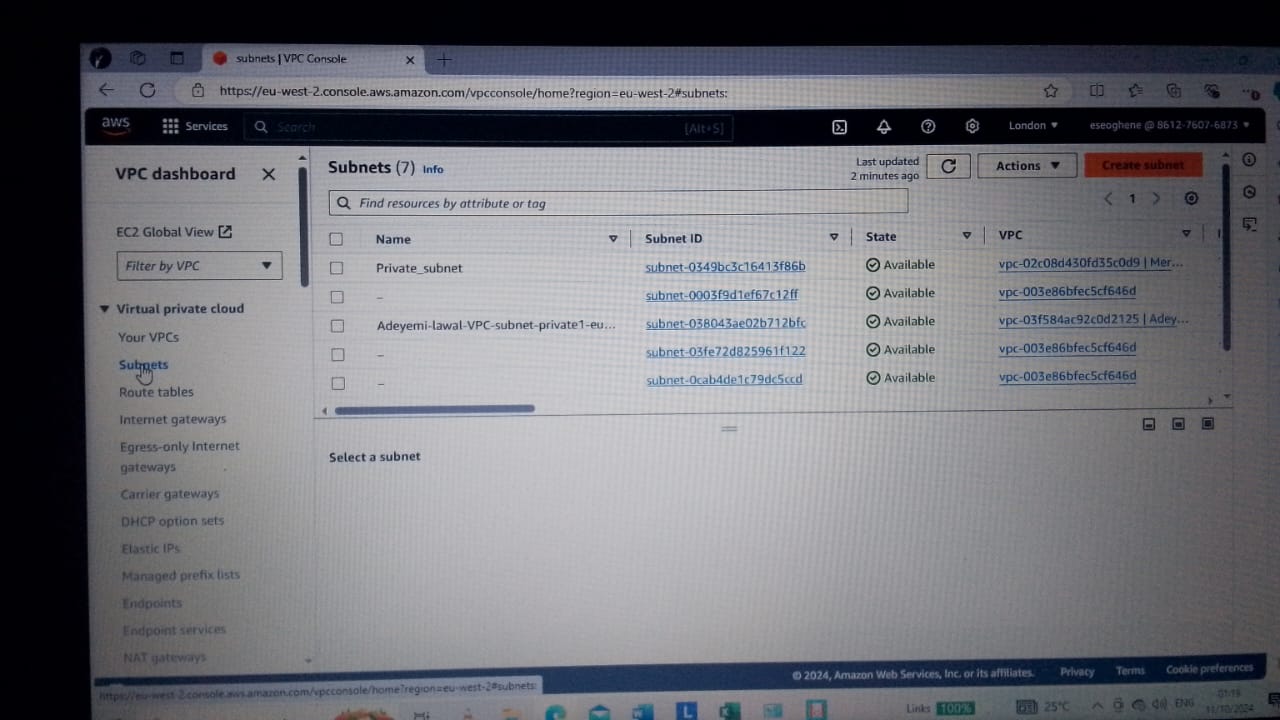 subnets | VPC Console
https://eu-west-2.console.aws.amazon.com/vpcconsole/home?region=eu-west-2#subnets:
aws
Services
Search
[Alt+S]
London
eseoghene @ 8612-7607-6873
VPC dashboard
EC2 Global View
Filter by VPC
Virtual private cloud
Your VPCs
Subnets
Route tables
Internet gateways
Egress-only Internet
gateways
Carrier gateways
DHCP option sets
Elastic IPs
Managed prefix lists
Endpoints
Endpoint services
NAT gateways
Subnets (7) Info
Last updated
2 minutes ago
Actions
Create subnet
Find resources by attribute or tag
1
Name Subnet ID State VPC
Private_subnet subnet-0349bc3c16413f86b Available vpc-02c08d430fd35c0d9 | Mer...
– subnet-0003f9d1ef67c12ff Available vpc-003e86bfec5cf646d
Adeyemi-lawal-VPC-subnet-private1-eu... subnet-038043ae02b712bfc Available vpc-03f584ac92c0d2125 | Adey...
– subnet-03fe72d825961f122 Available vpc-003e86bfec5cf646d
– subnet-0cab4de1c79dc5ccd Available vpc-003e86bfec5cf646d
Select a subnet
© 2024, Amazon Web Services, Inc. or its affiliates. Privacy Terms Cookie preferences
https://eu-west-2.console.aws.amazon.com/vpcconsole/home?region=eu-west-2#subnets:
Links 100%
25°C
ENG
01:18
11/10/2024